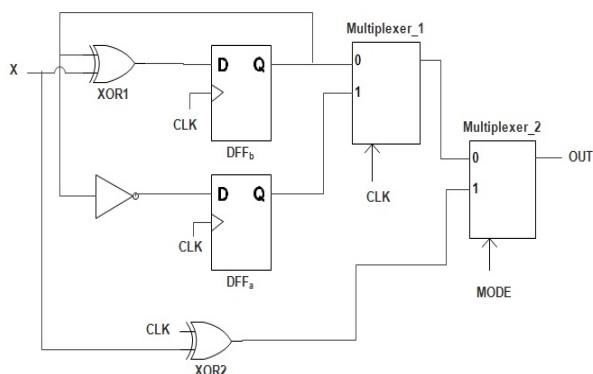 Multiplexer_1
X
D Q
0
XOR1
1
CLK
DFFb
Multiplexer_2
0
OUT
1
D Q
CLK
CLK
DFFa
MODE
CLK
XOR2